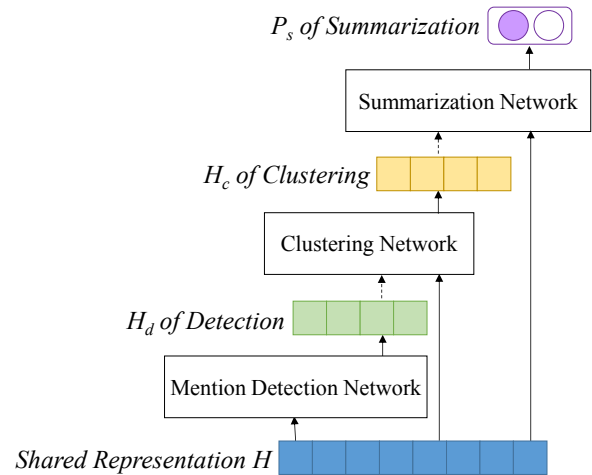 P_s of Summarization
Summarization Network
H_c of Clustering
Clustering Network
H_d of Detection
Mention Detection Network
Shared Representation H